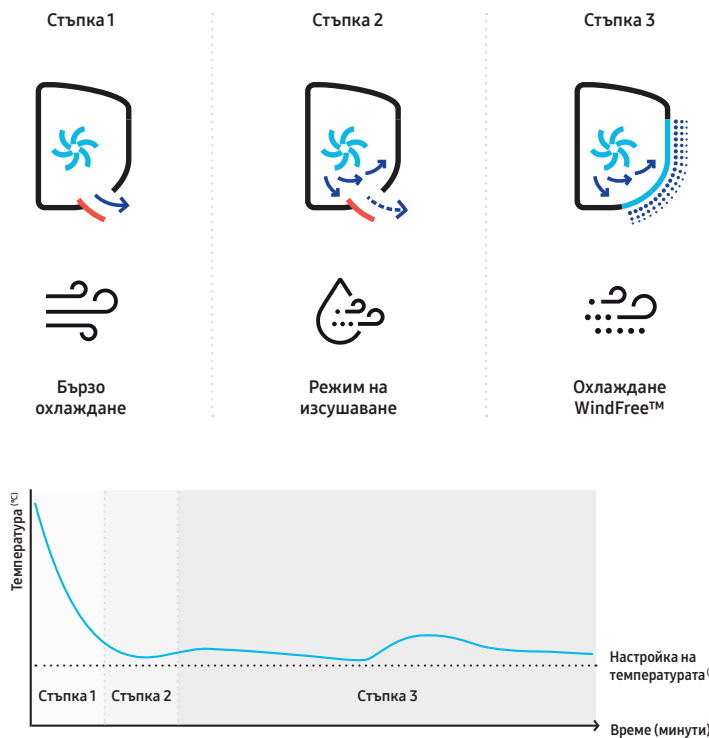 Стъпка 1
Стъпка 2
Стъпка 3
Бързо
охлаждане
Режим на
изсушаване
Охлаждане
WindFree™
Температура (°C)
Настройка на
температурата (
Стъпка 1
Стъпка 2
Стъпка 3
Време (минути)